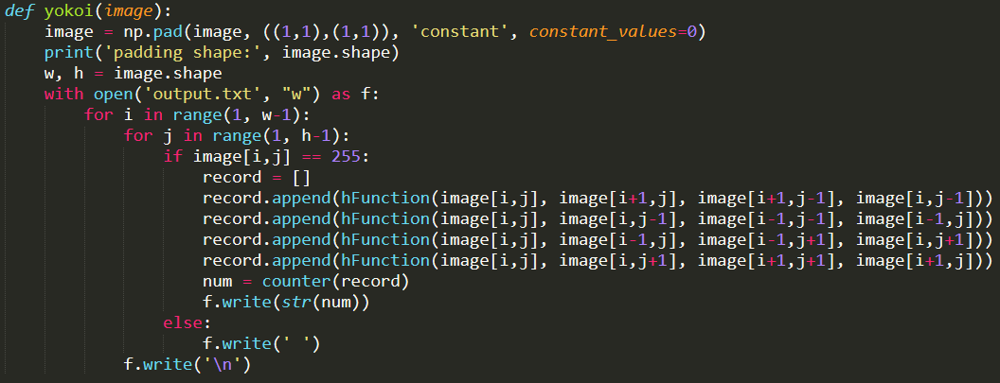 def yokoi(image):
    image = np.pad(image, ((1,1),(1,1)), 'constant', constant_values=0)
    print('padding shape:', image.shape)
    w, h = image.shape
    with open('output.txt', "w") as f:
        for i in range(1, w-1):
            for j in range(1, h-1):
                if image[i,j] == 255:
                    record = []
                    record.append(hFunction(image[i,j], image[i+1,j], image[i+1,j-1], image[i,j-1]))
                    record.append(hFunction(image[i,j], image[i,j-1], image[i-1,j-1], image[i-1,j]))
                    record.append(hFunction(image[i,j], image[i-1,j], image[i-1,j+1], image[i,j+1]))
                    record.append(hFunction(image[i,j], image[i,j+1], image[i+1,j+1], image[i+1,j]))
                    num = counter(record)
                    f.write(str(num))
                else:
                    f.write(' ')
            f.write('\n')